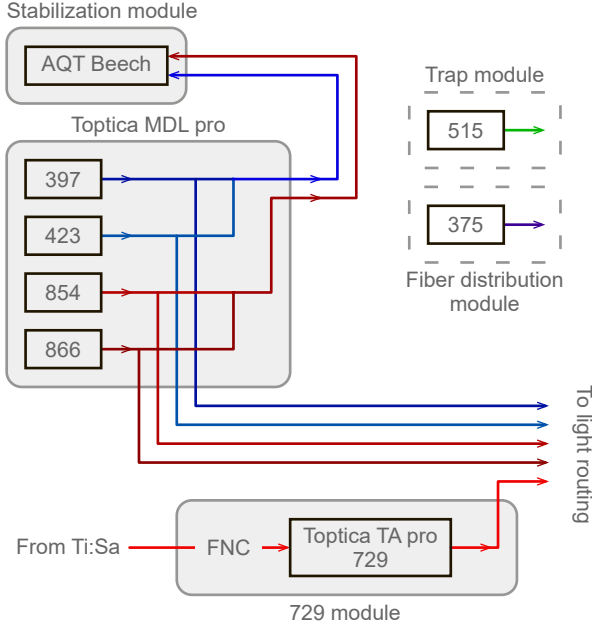 Stabilization module
AQT Beech
Toptica MDL pro
397
423
854
866
Trap module
515
375
Fiber distribution
module
To light routing
From Ti:Sa
FNC
Toptica TA pro
729
729 module